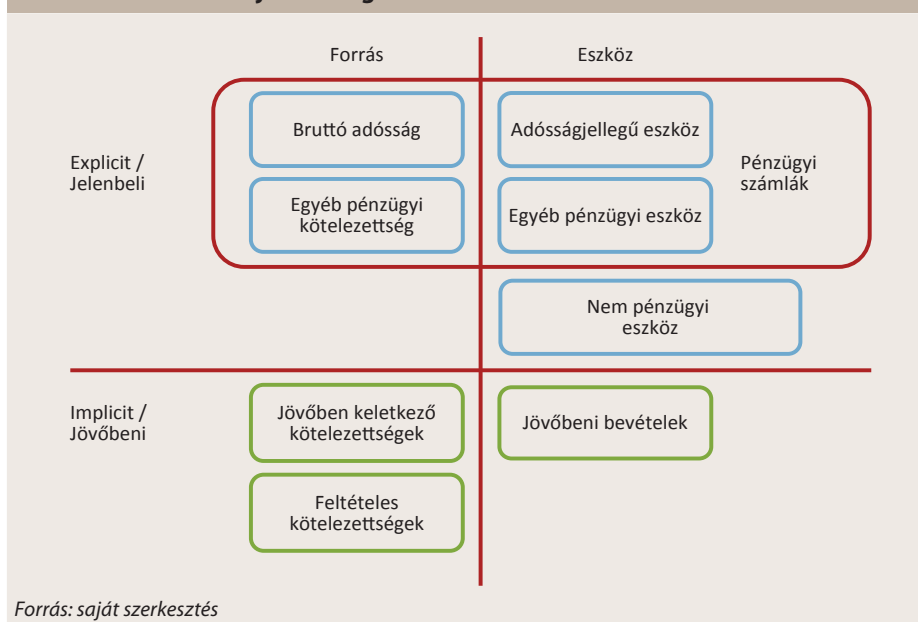 Forrás
Eszköz
Explicit /
Jelenbeli
Bruttó adósság
Adósságjellegű eszköz
Pénzügyi
számlák
Egyéb pénzügyi
kötelezettség
Egyéb pénzügyi eszköz
Nem pénzügyi
eszköz
Implicit /
Jövőbeni
Jövőben keletkező
kötelezettségek
Jövőbeni bevételek
Feltételes
kötelezettségek
Forrás: saját szerkesztés